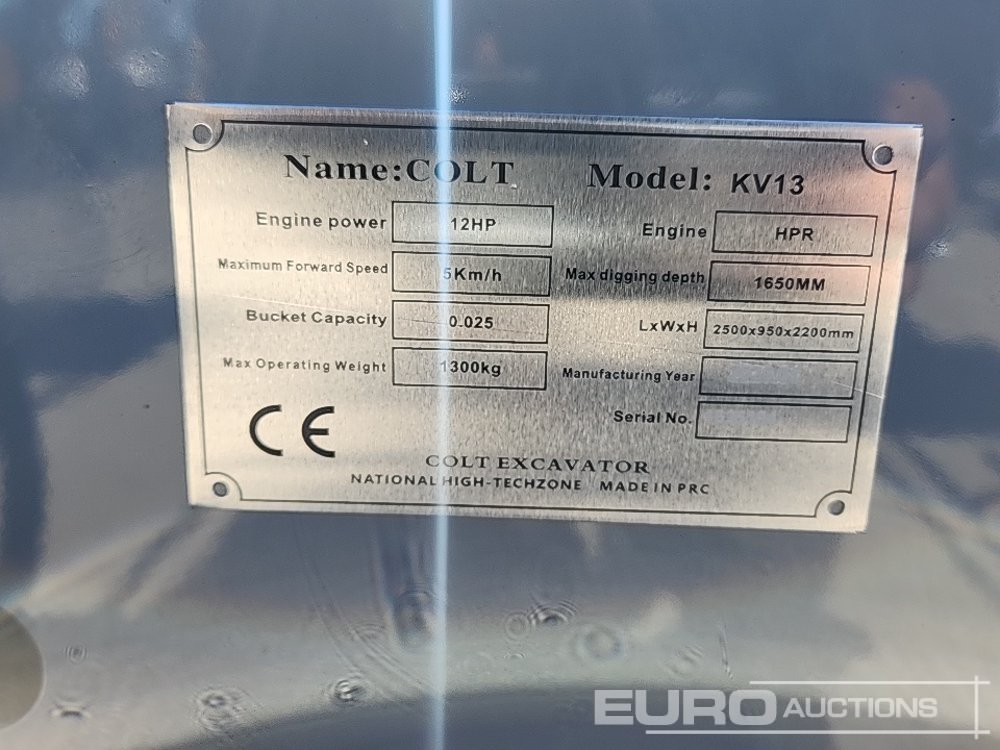 Name:COLT Model: KV13
Engine power 12HP Engine HPR
Maximum Forward Speed 5Km/h Max digging depth 1650MM
Bucket Capacity 0.025 LxWxH 2500x950x2200mm
Max Operating Weight 1300kg Manufacturing Year
Serial No.
CE
COLT EXCAVATOR
NATIONAL HIGH-TECHZONE MADE IN PRC
EURO AUCTIONS